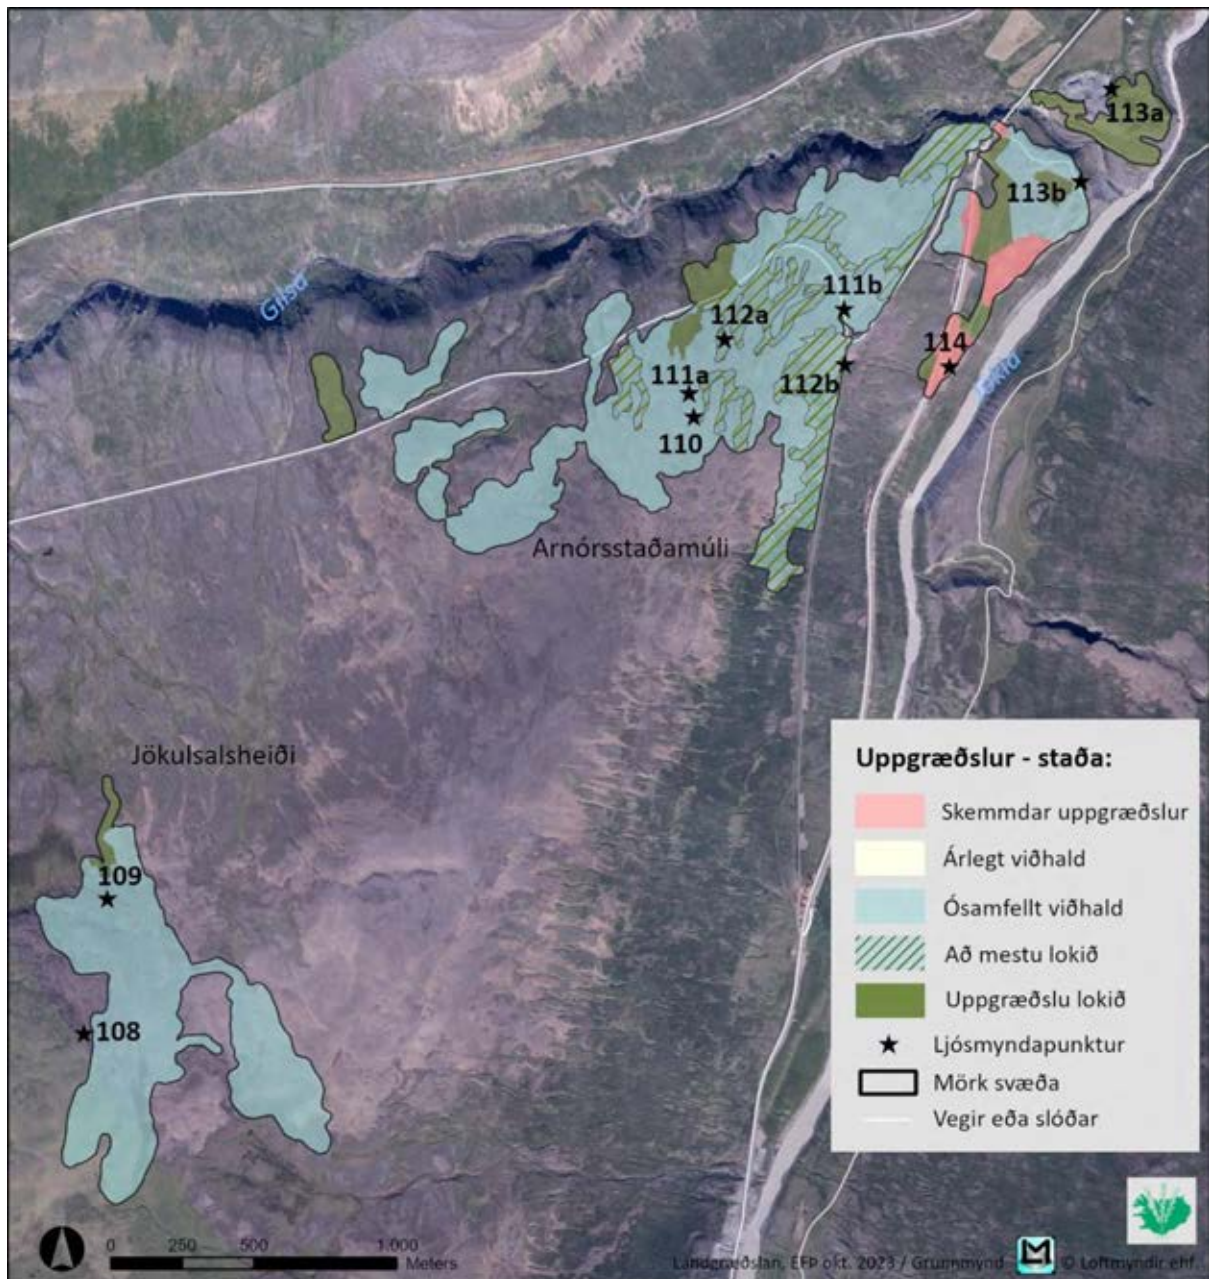 113a
113b
Gilsá
111b
112a
114
111a
112b
Jökla
110
Arnórsstaðamúli
Jökulsalsheiði
Uppgræðslur - staða:
Skemmdar uppgræðslur
Árlegt viðhald
109
Ósamfellt viðhald
Að mestu lokið
Uppgræðslu lokið
108
Ljósmyndapunktur
Mörk svæða
Vegir eða slóðar
0 250 500 1.000
Meters
Landgræðslan, EFÞ okt. 2023 / Grunnmynd © Loftmyndir ehf.